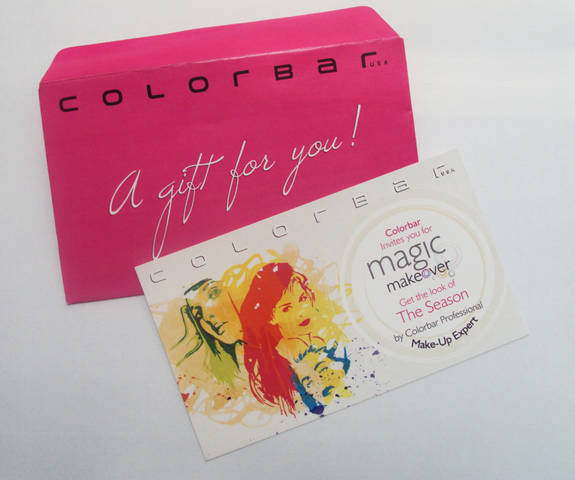 COLORBAR
USA
A gift for you!
COLORBAR
USA
Colorbar
Invites you for
magic
makeover
Get the look of
The Season
by Colorbar Professional
Make-Up Expert